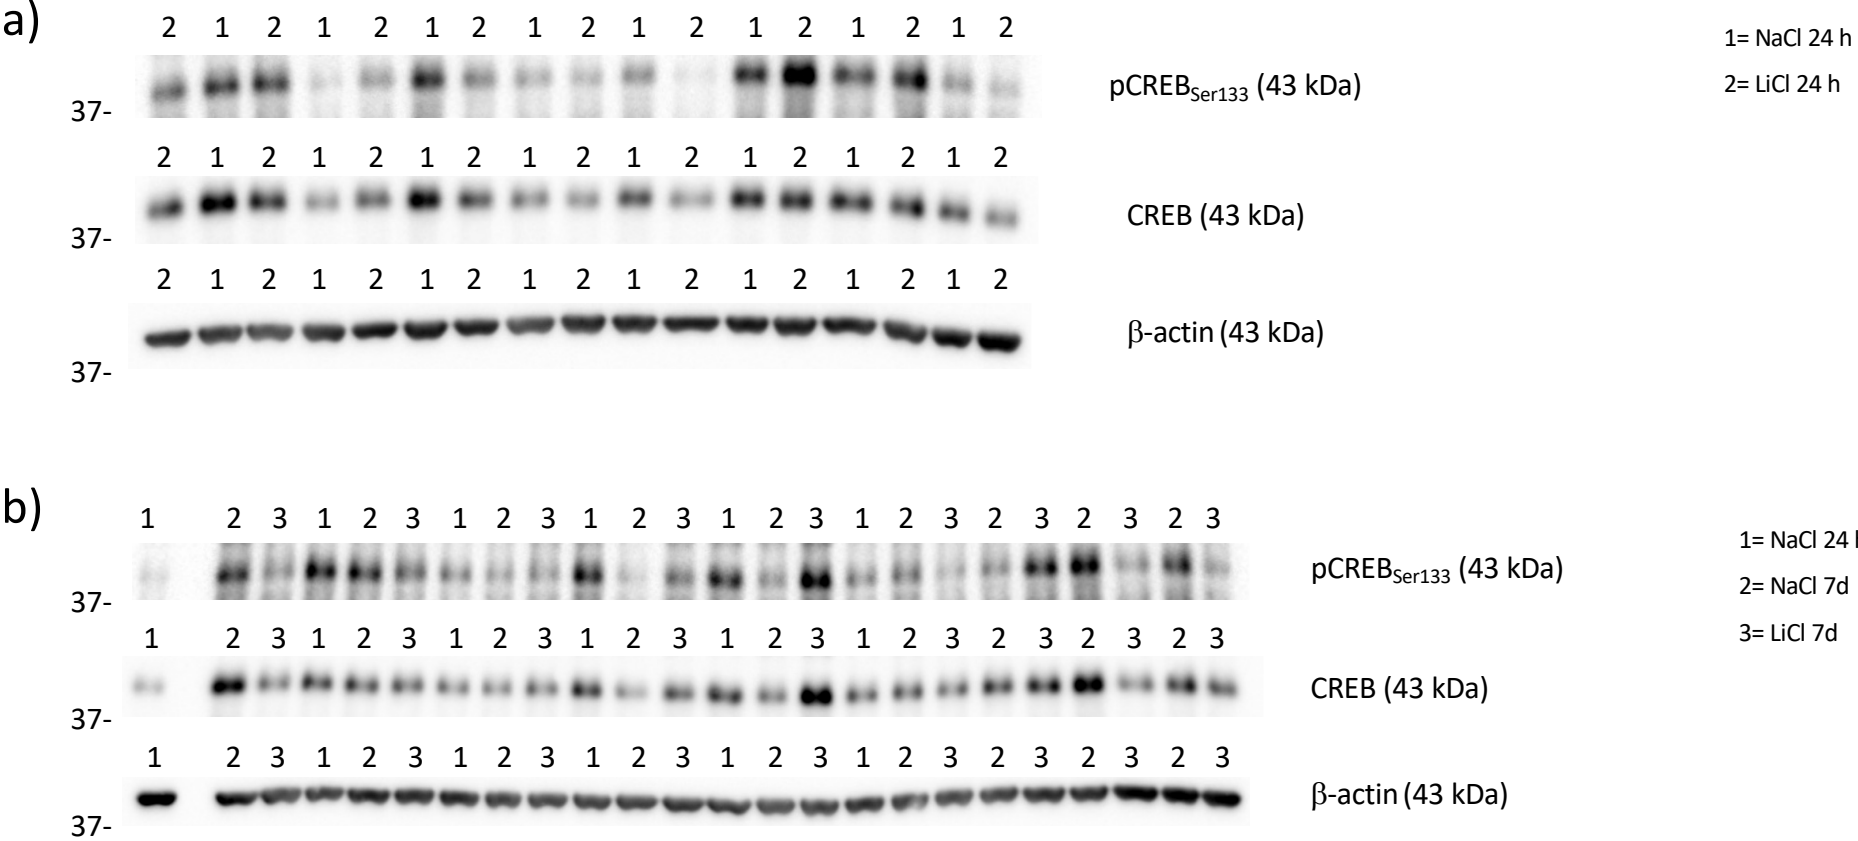 a)
2 1 2 1 2 1 2 1 2 1 2 1 2 1 2 1 2
1= NaCl 24 h
pCREBSer133 (43 kDa)
2= LiCl 24 h
37-
2 1 2 1 2 1 2 1 2 1 2 1 2 1 2 1 2
CREB (43 kDa)
37-
2 1 2 1 2 1 2 1 2 1 2 1 2 1 2 1 2
β-actin (43 kDa)
37-
b)
1 2 3 1 2 3 1 2 3 1 2 3 1 2 3 1 2 3 2 3 2 3 2 3
1= NaCl 24 l
pCREBSer133 (43 kDa)
2= NaCl 7d
37-
1 2 3 1 2 3 1 2 3 1 2 3 1 2 3 1 2 3 2 3 2 3 2 3
3= LiCl 7d
CREB (43 kDa)
37-
1 2 3 1 2 3 1 2 3 1 2 3 1 2 3 1 2 3 2 3 2 3 2 3
β-actin (43 kDa)
37-